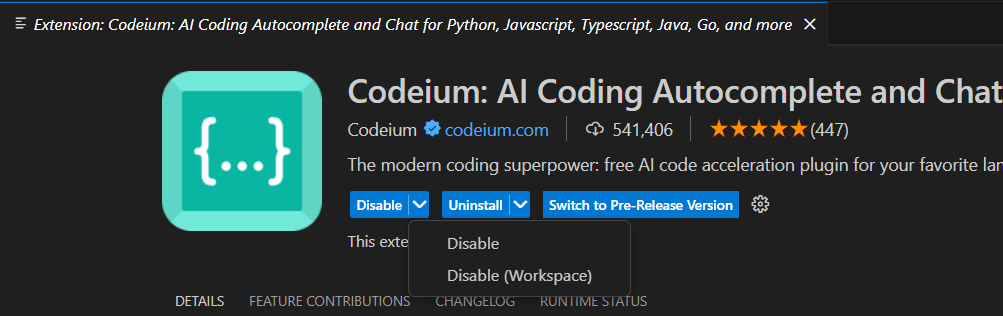 Extension: Codeium: AI Coding Autocomplete and Chat for Python, Javascript, Typescript, Java, Go, and more
{...}
Codeium: AI Coding Autocomplete and Chat
Codeium codeium.com 541,406 (447)
The modern coding superpower: free AI code acceleration plugin for your favorite lan
Disable Uninstall Switch to Pre-Release Version
This exte
Disable
Disable (Workspace)
DETAILS FEATURE CONTRIBUTIONS CHANGELOG RUNTIME STATUS